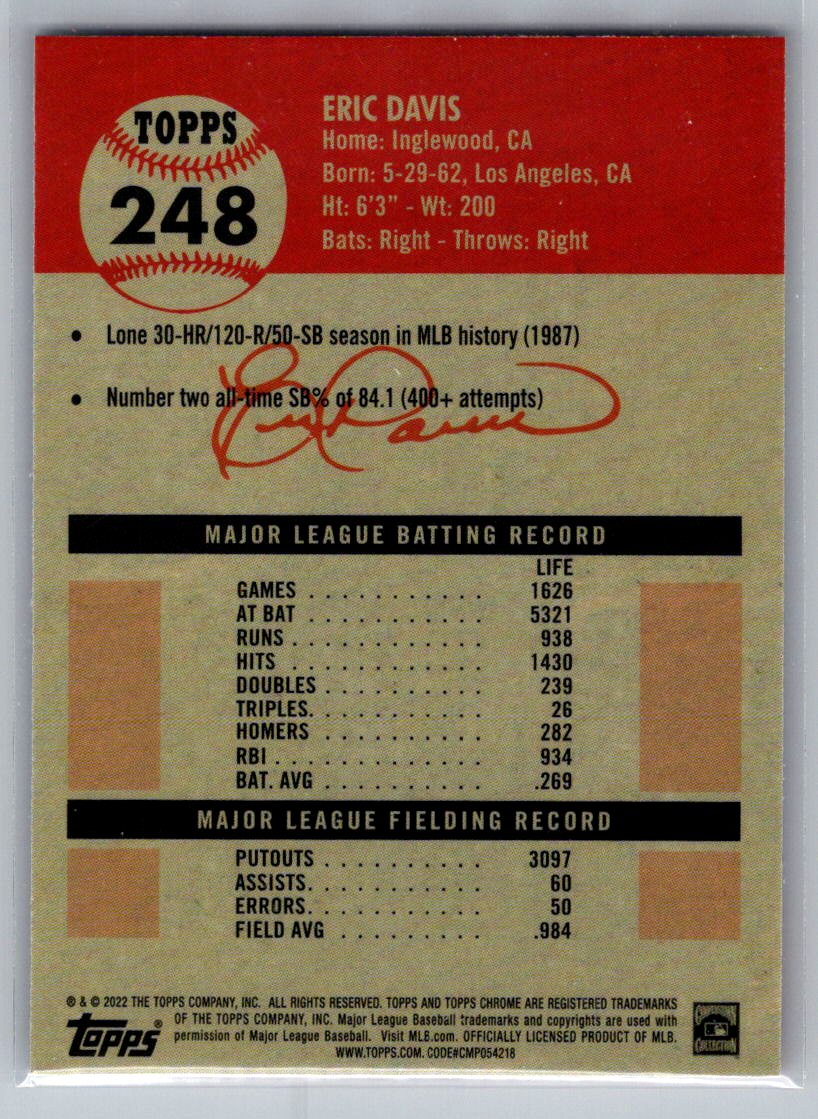 TOPPS
248
ERIC DAVIS
Home: Inglewood, CA
Born: 5-29-62, Los Angeles, CA
Ht: 6'3" - Wt: 200
Bats: Right - Throws: Right
• Lone 30-HR/120-R/50-SB season in MLB history (1987)
• Number two all-time SB% of 84.1 (400+ attempts)
Eric Davis
MAJOR LEAGUE BATTING RECORD
LIFE
GAMES . . . . . . . . . . . 1626
AT BAT . . . . . . . . . . . 5321
RUNS . . . . . . . . . . . . 938
HITS . . . . . . . . . . . . 1430
DOUBLES . . . . . . . . . . 239
TRIPLES. . . . . . . . . . . 26
HOMERS . . . . . . . . . . . 282
RBI . . . . . . . . . . . . . 934
BAT. AVG . . . . . . . . . . .269
MAJOR LEAGUE FIELDING RECORD
PUTOUTS . . . . . . . . . . 3097
ASSISTS. . . . . . . . . . . 60
ERRORS. . . . . . . . . . . 50
FIELD AVG . . . . . . . . . .984
® & © 2022 THE TOPPS COMPANY, INC. ALL RIGHTS RESERVED. TOPPS AND TOPPS CHROME ARE REGISTERED TRADEMARKS
OF THE TOPPS COMPANY, INC. Major League Baseball trademarks and copyrights are used with
permission of Major League Baseball. Visit MLB.com. OFFICIALLY LICENSED PRODUCT OF MLB.
WWW.TOPPS.COM. CODE#CMP054218
Topps®
COOPERSTOWN
COLLECTION